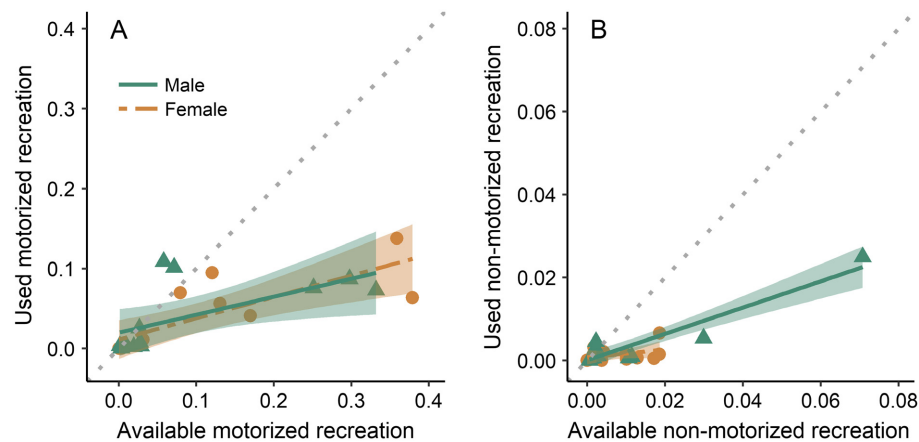 A
Male
Female
0.4
0.3
0.2
0.1
0.0
Used motorized recreation
0.0 0.1 0.2 0.3 0.4
Available motorized recreation
B
0.08
0.06
0.04
0.02
0.00
Used non-motorized recreation
0.00 0.02 0.04 0.06 0.08
Available non-motorized recreation